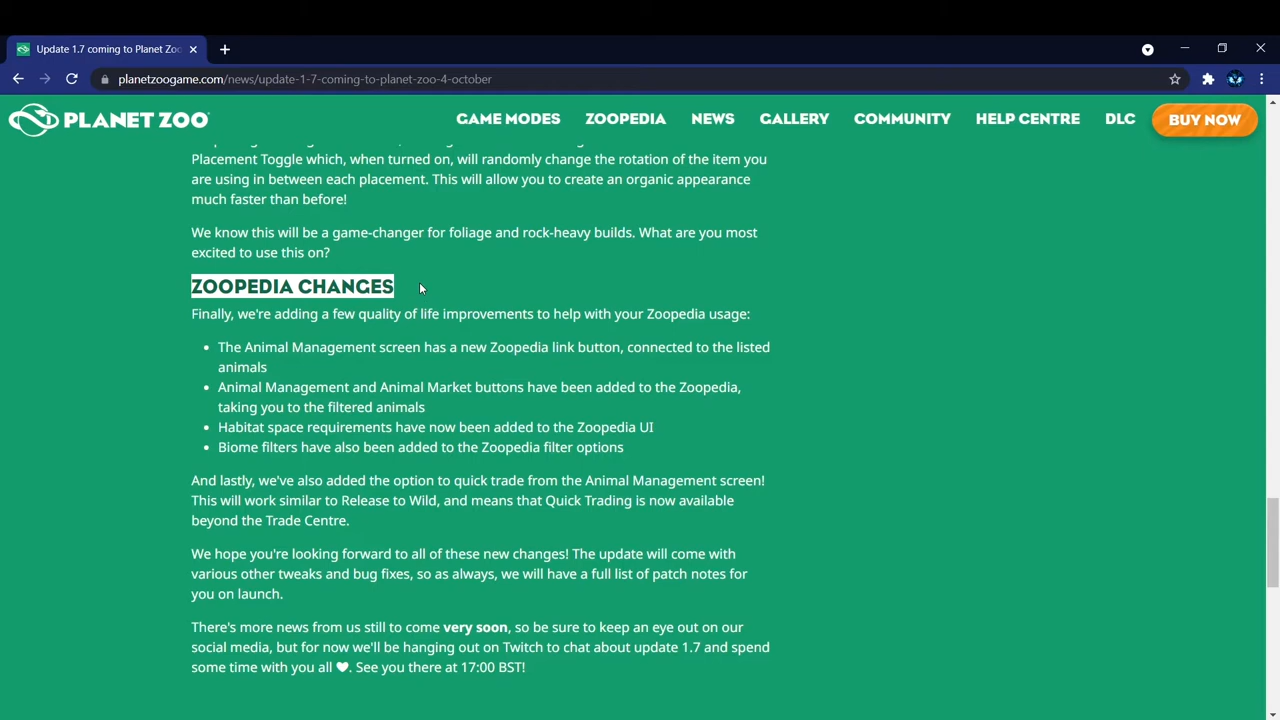 Update 1.7 coming to Planet Zoo
planetzoogame.com/news/update-1-7-coming-to-planet-zoo-4-october
PLANET ZOO
GAME MODES
ZOOPEDIA
NEWS
GALLERY
COMMUNITY
HELP CENTRE
DLC
BUY NOW
Placement Toggle which, when turned on, will randomly change the rotation of the item you
are using in between each placement. This will allow you to create an organic appearance
much faster than before!
We know this will be a game-changer for foliage and rock-heavy builds. What are you most
excited to use this on?
ZOOPEDIA CHANGES
Finally, we're adding a few quality of life improvements to help with your Zoopedia usage:
• The Animal Management screen has a new Zoopedia link button, connected to the listed
animals
• Animal Management and Animal Market buttons have been added to the Zoopedia,
taking you to the filtered animals
• Habitat space requirements have now been added to the Zoopedia UI
• Biome filters have also been added to the Zoopedia filter options
And lastly, we've also added the option to quick trade from the Animal Management screen!
This will work similar to Release to Wild, and means that Quick Trading is now available
beyond the Trade Centre.
We hope you're looking forward to all of these new changes! The update will come with
various other tweaks and bug fixes, so as always, we will have a full list of patch notes for
you on launch.
There's more news from us still to come very soon, so be sure to keep an eye out on our
social media, but for now we'll be hanging out on Twitch to chat about update 1.7 and spend
some time with you all ♥. See you there at 17:00 BST!